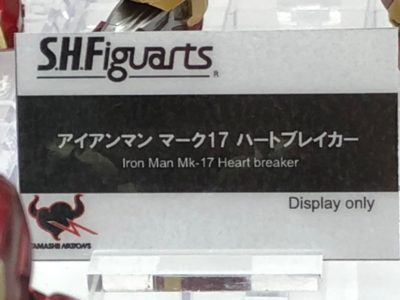 S.H.Figuarts
®
アイアンマン マーク17 ハートブレイカー
Iron Man Mk-17 Heart breaker
Display only
TAMASHII NATIONS